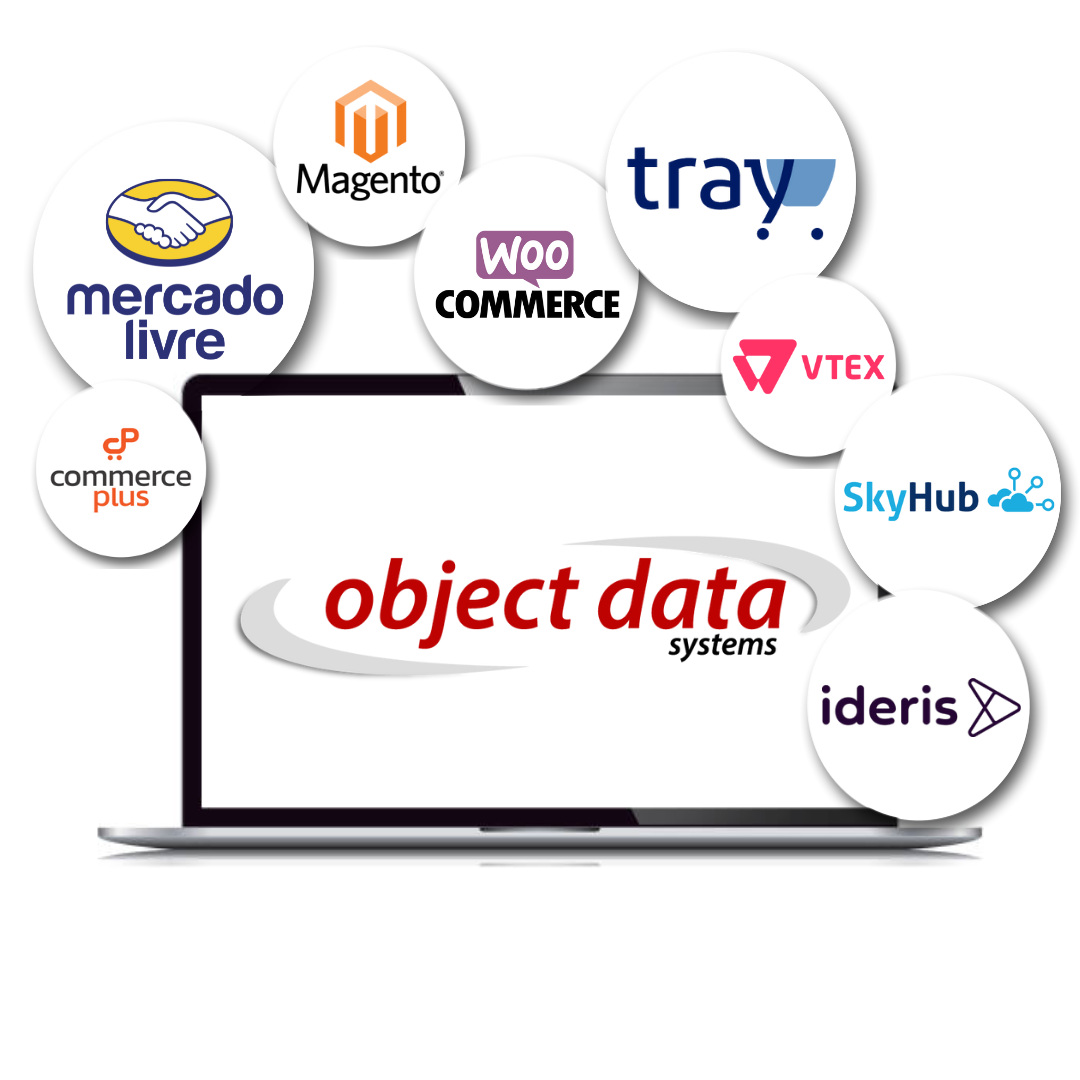 Magento®
tray
mercado
livre
WOO
COMMERCE
VTEX
commerce
plus
SkyHub
object data
systems
ideris